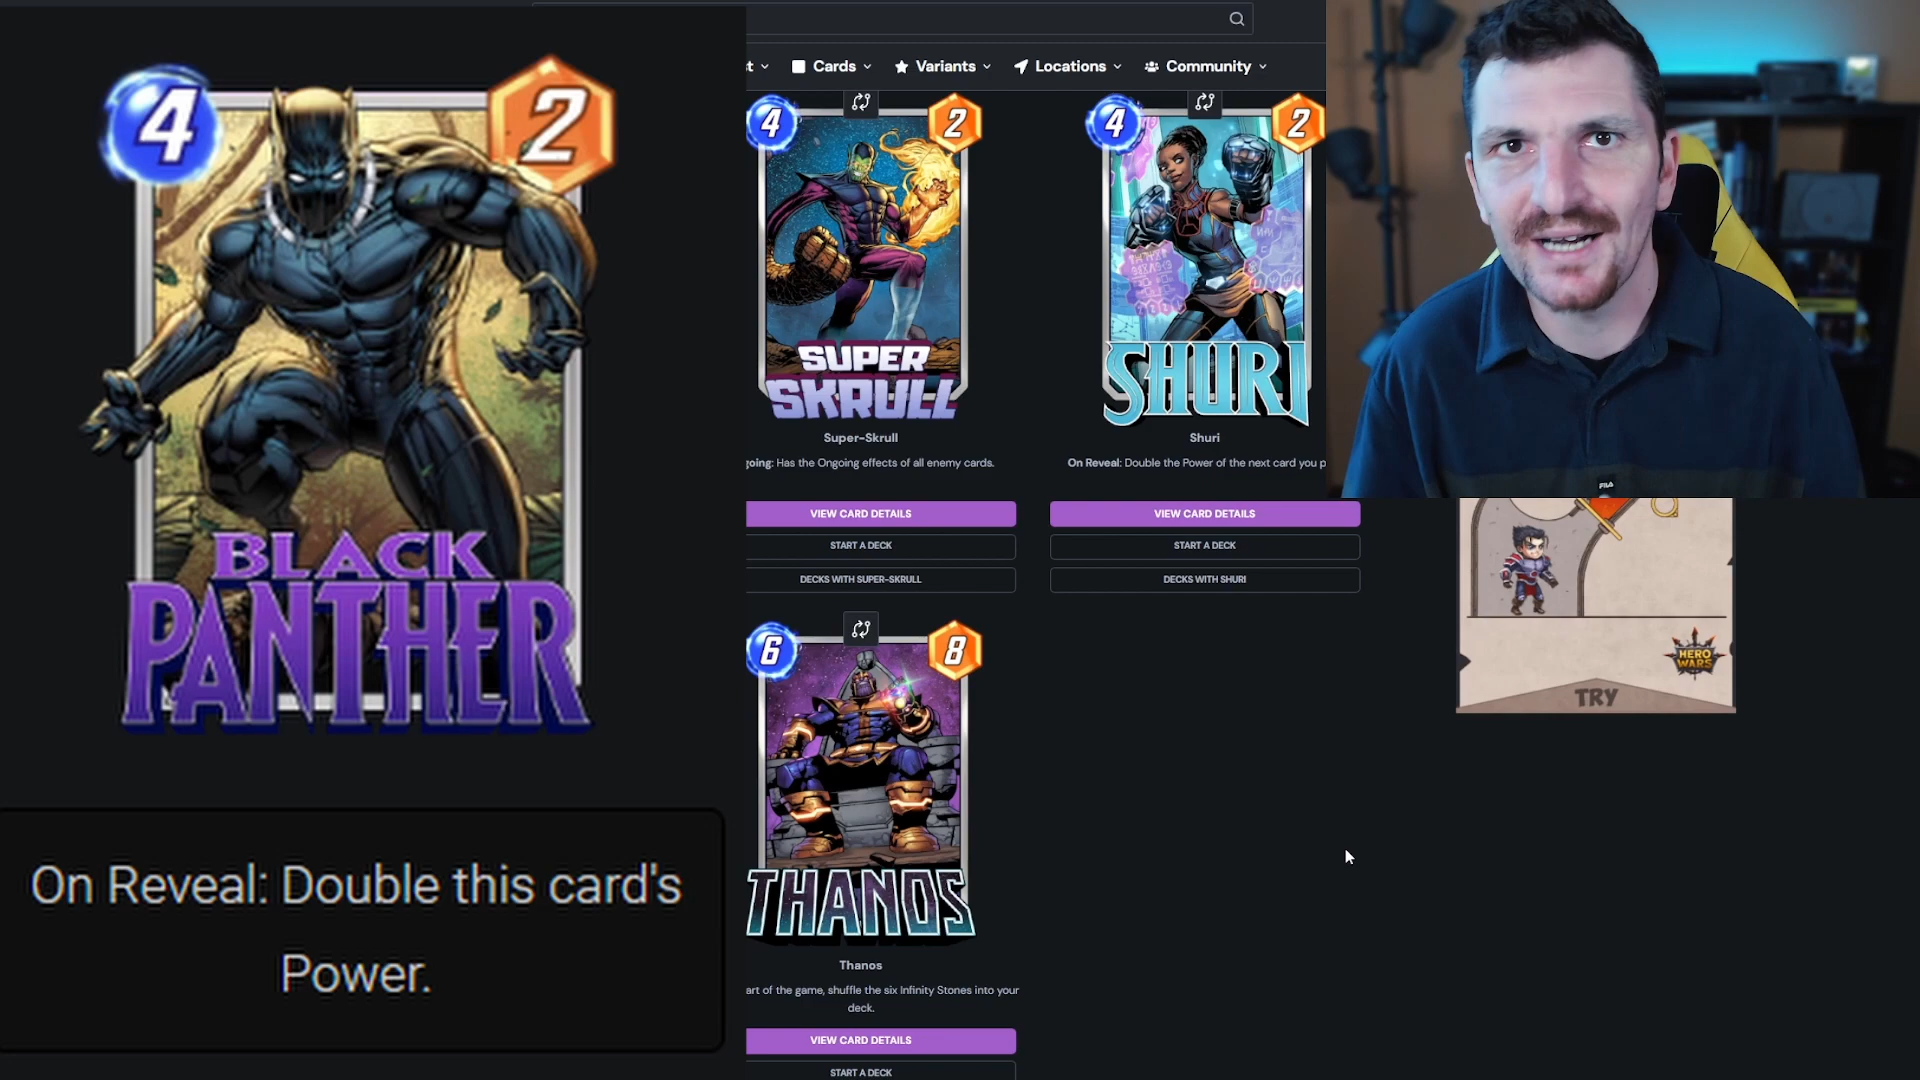 4
2
BLACK
PANTHER
On Reveal: Double this card's
Power.
t
Cards
Variants
Locations
Community
4
2
SUPER
SKRULL
Super-Skrull
going: Has the Ongoing effects of all enemy cards.
VIEW CARD DETAILS
START A DECK
DECKS WITH SUPER-SKRULL
4
2
SHURI
Shuri
On Reveal: Double the Power of the next card you p
VIEW CARD DETAILS
START A DECK
DECKS WITH SHURI
6
8
THANOS
Thanos
art of the game, shuffle the six Infinity Stones into your
deck.
VIEW CARD DETAILS
START A DECK
FILA
HERO
WARS
TRY